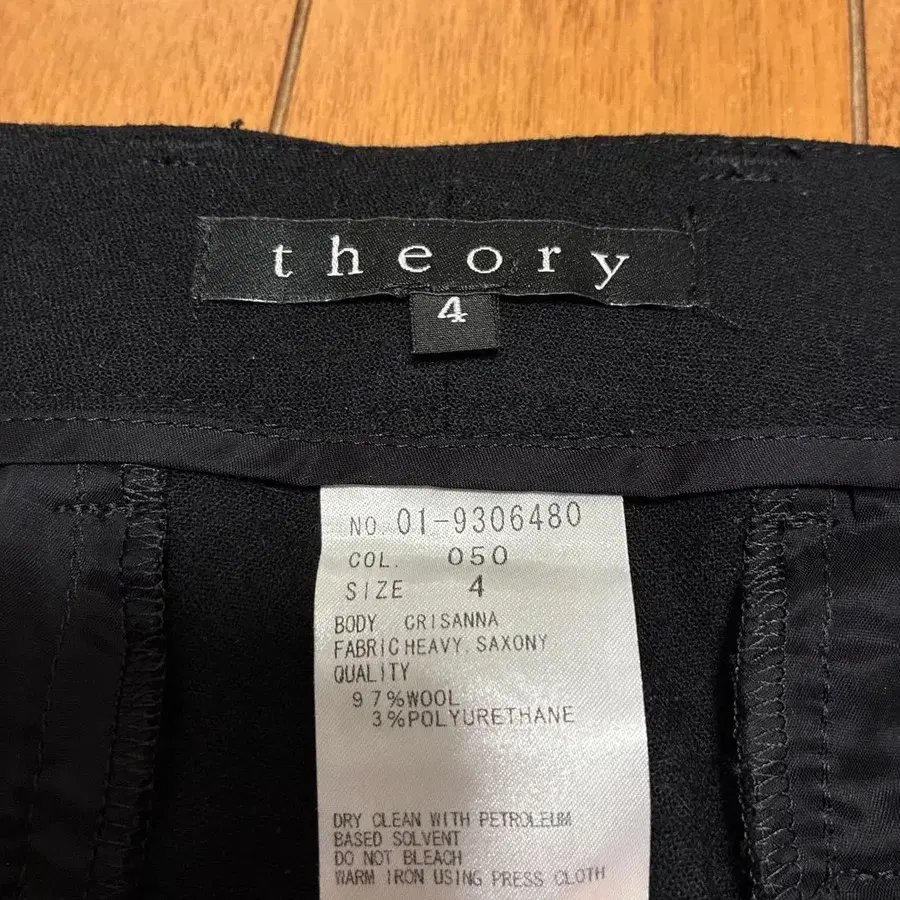 theory
4
NO. 01-9306480
COL. 050
SIZE 4
BODY CRISANNA
FABRIC HEAVY. SAXONY
QUALITY
97%WOOL
3%POLYURETHANE
DRY CLEAN WITH PETROLEUM
BASED SOLVENT
DO NOT BLEACH
WARM IRON USING PRESS CLOTH